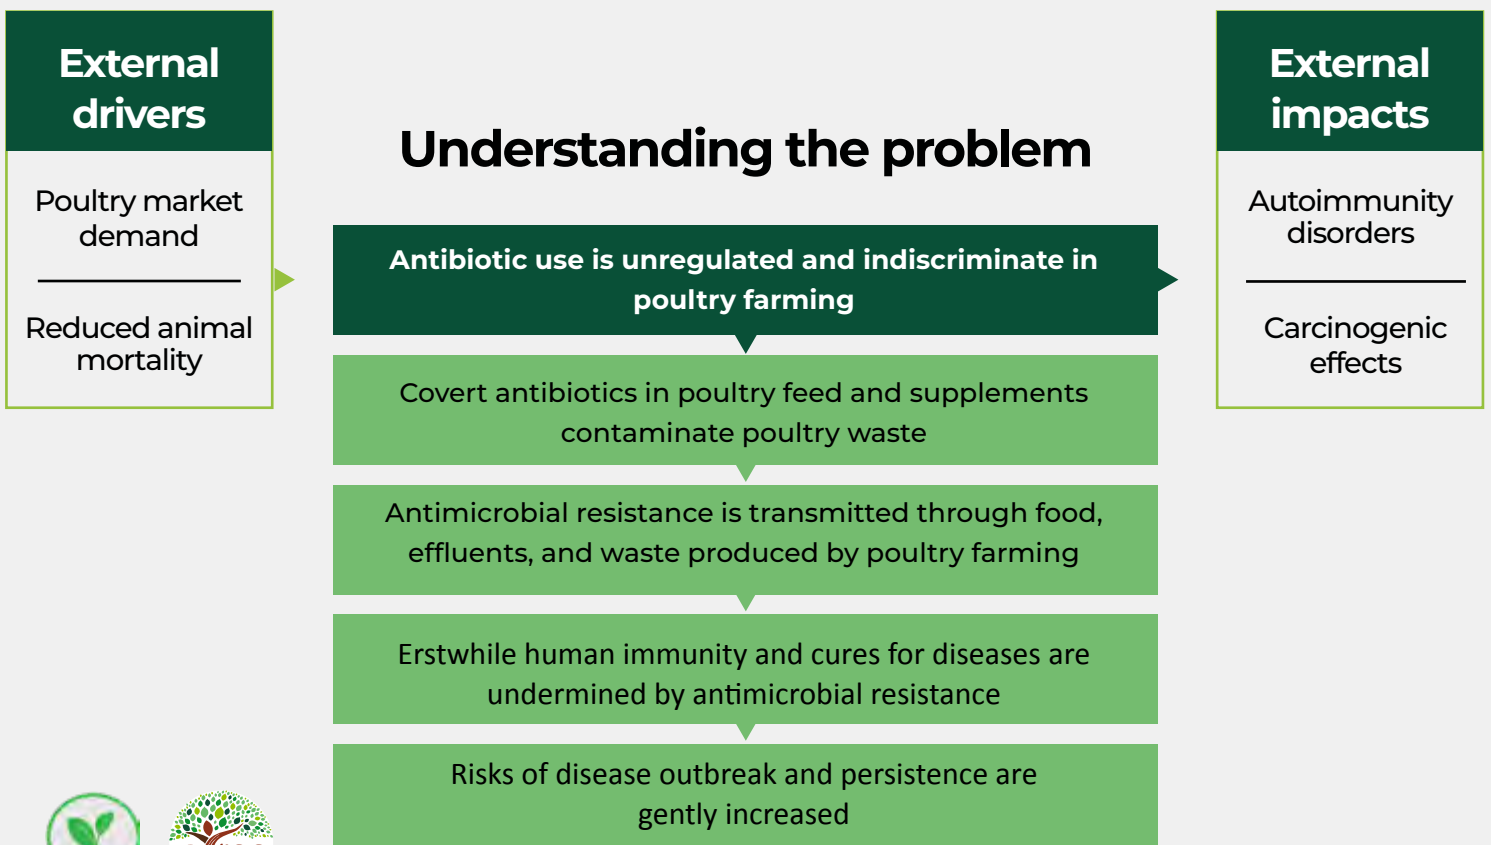 External
drivers
Poultry market
demand
Reduced animal
mortality
Understanding the problem
Antibiotic use is unregulated and indiscriminate in
poultry farming
Covert antibiotics in poultry feed and supplements
contaminate poultry waste
Antimicrobial resistance is transmitted through food,
effluents, and waste produced by poultry farming
Erstwhile human immunity and cures for diseases are
undermined by antimicrobial resistance
Risks of disease outbreak and persistence are
gently increased
External
impacts
Autoimmunity
disorders
Carcinogenic
effects